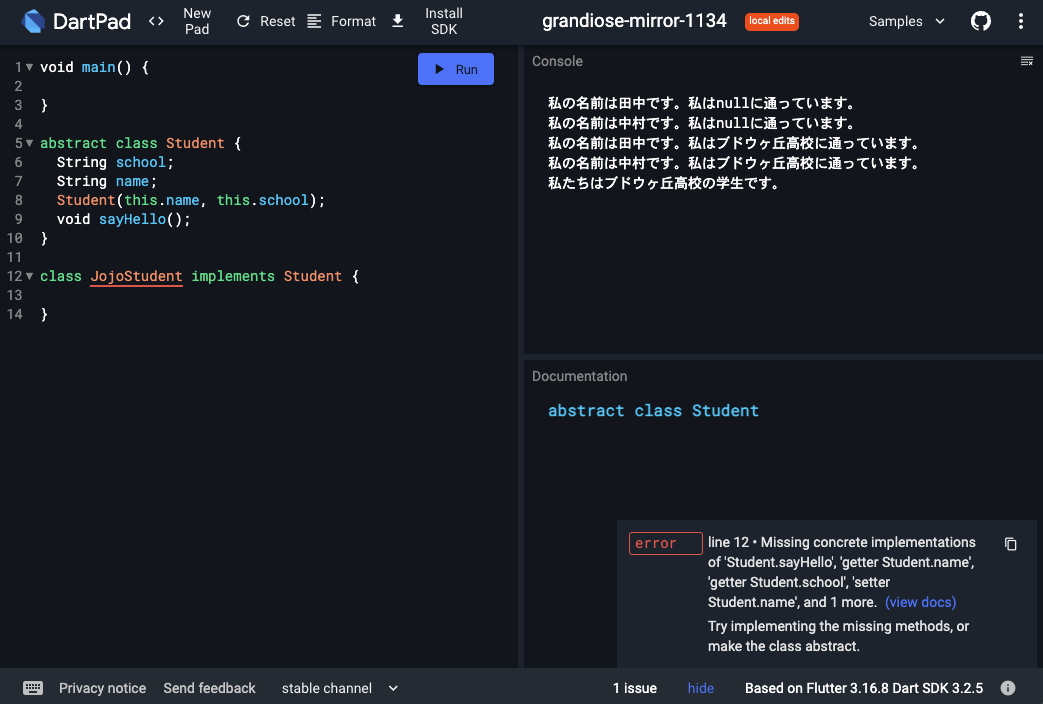 DartPad
<> New Pad
Reset
Format
Install SDK
grandiose-mirror-1134
local edits
Samples
1 void main() {
2
3 }
4
5 abstract class Student {
6   String school;
7   String name;
8   Student(this.name, this.school);
9   void sayHello();
10 }
11
12 class JojoStudent implements Student {
13
14 }
Run
Console
私の名前は田中です。私はnullに通っています。
私の名前は中村です。私はnullに通っています。
私の名前は田中です。私はブドウヶ丘高校に通っています。
私の名前は中村です。私はブドウヶ丘高校に通っています。
私たちはブドウヶ丘高校の学生です。
Documentation
abstract class Student
error
line 12 • Missing concrete implementations
of 'Student.sayHello', 'getter Student.name',
'getter Student.school', 'setter
Student.name', and 1 more. (view docs)
Try implementing the missing methods, or
make the class abstract.
Privacy notice
Send feedback
stable channel
1 issue
hide
Based on Flutter 3.16.8 Dart SDK 3.2.5